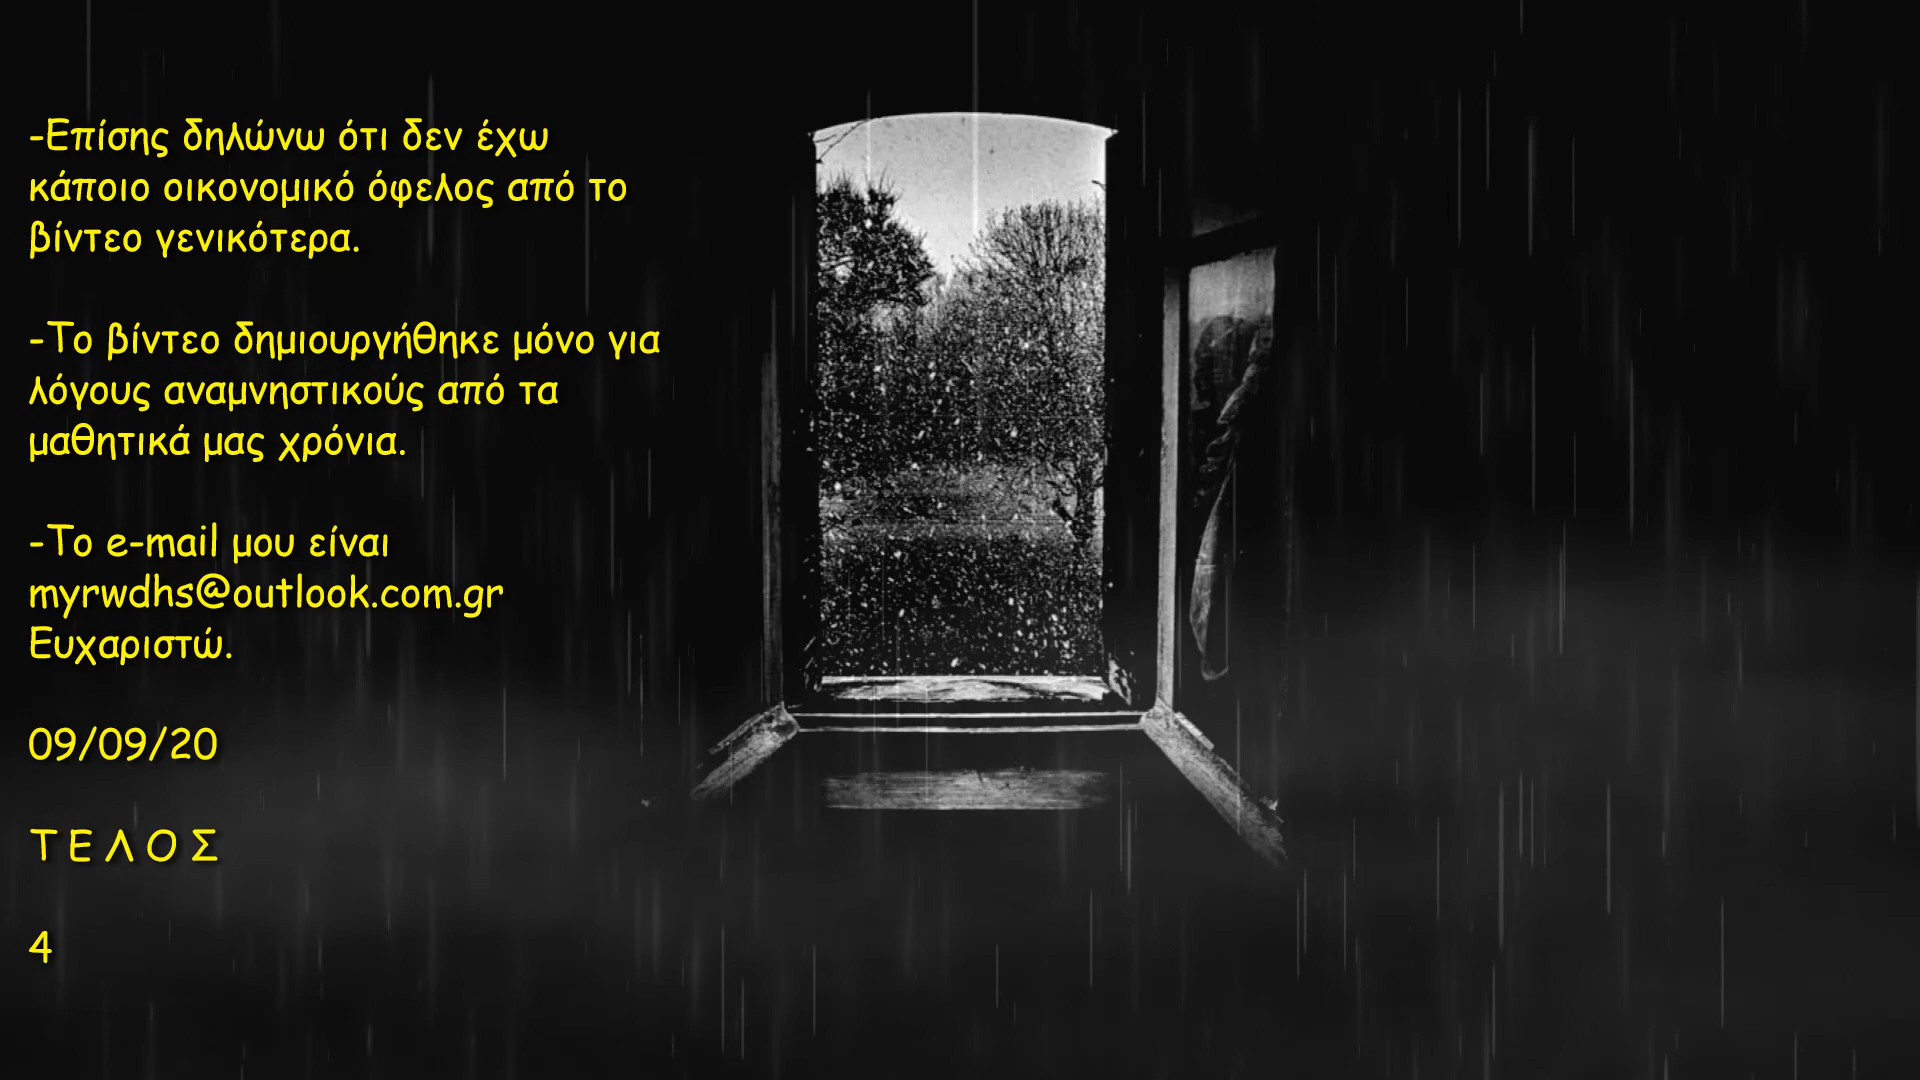 -Επίσης δηλώνω ότι δεν έχω
κάποιο οικονομικό όφελος από το
βίντεο γενικότερα.
-Το βίντεο δημιουργήθηκε μόνο για
λόγους αναμνηστικούς από τα
μαθητικά μας χρόνια.
-Το e-mail μου είναι
myrwdhs@outlook.com.gr
Ευχαριστώ.
09/09/20
Τ Ε Λ Ο Σ
4